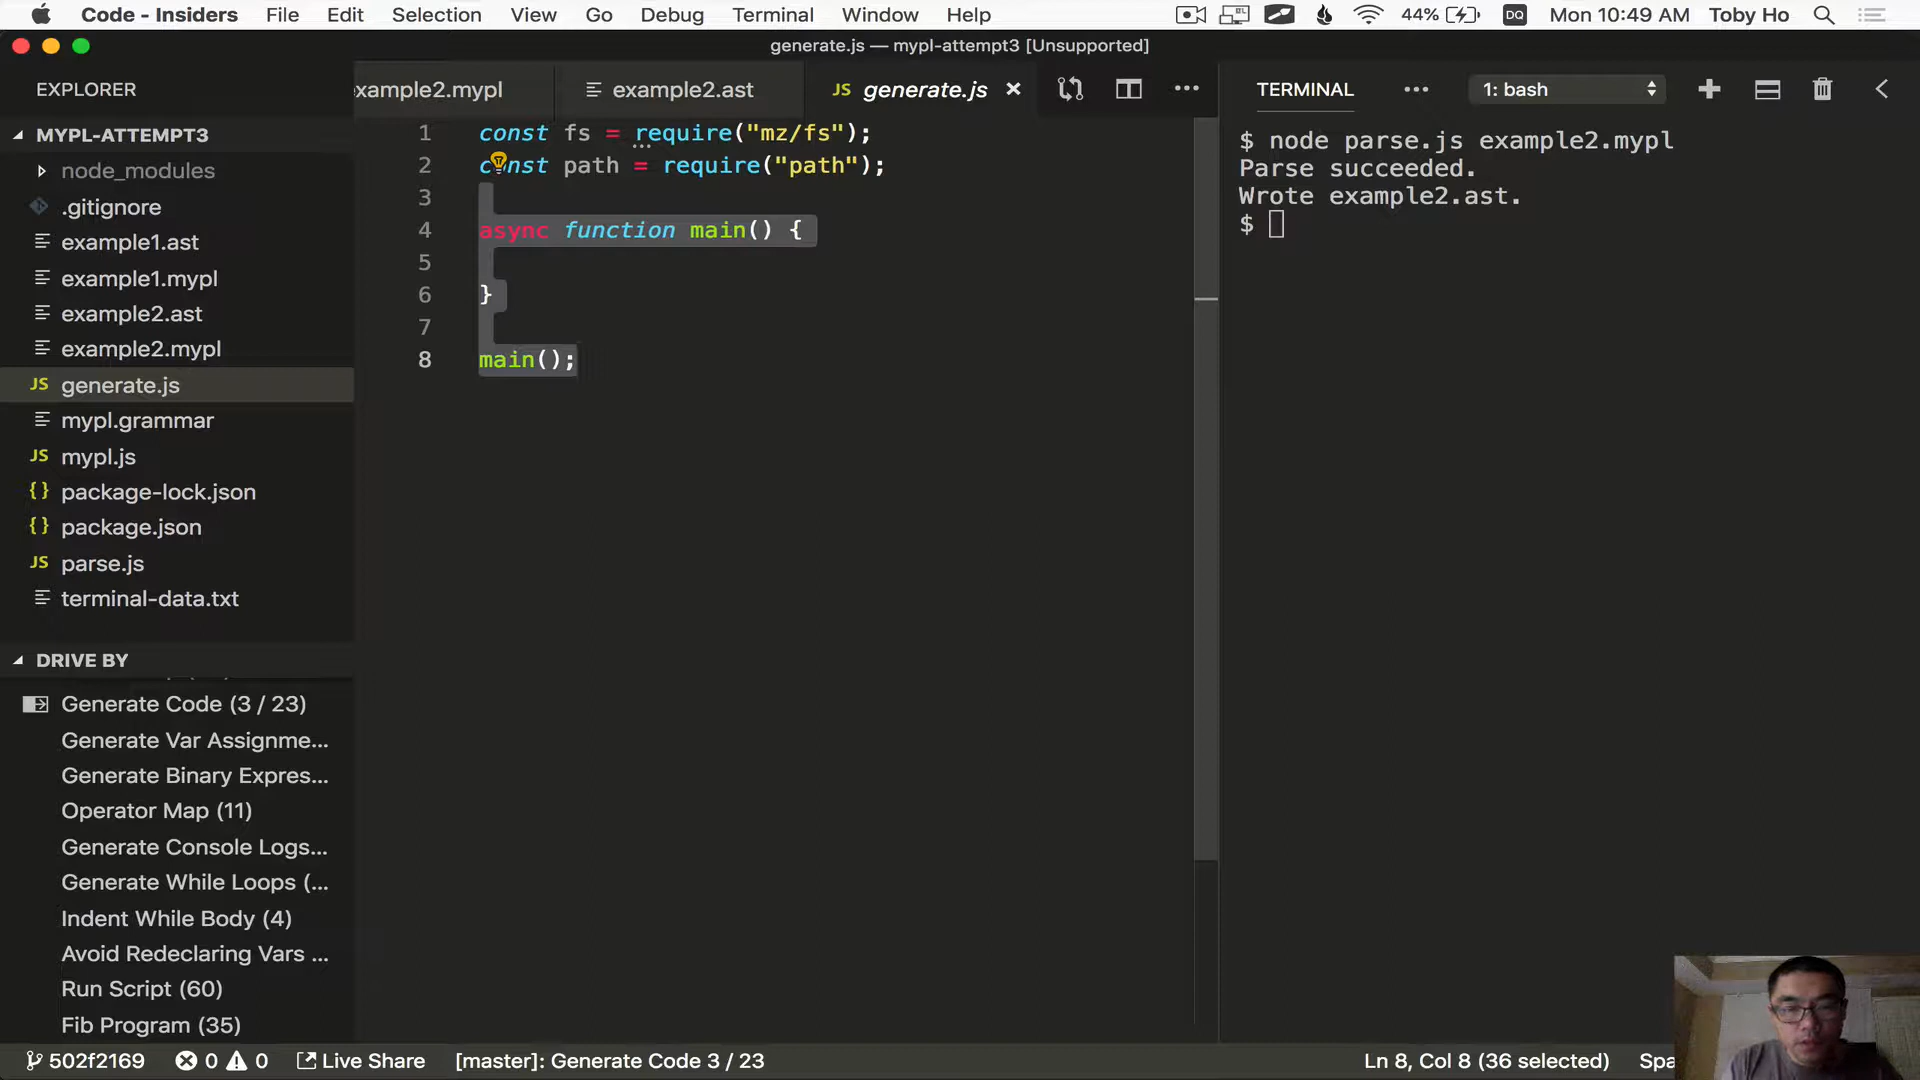 Code - Insiders File Edit Selection View Go Debug Terminal Window Help 44% DQ Mon 10:49 AM Toby Ho
generate.js — mypl-attempt3 [Unsupported]
EXPLORER
MYPL-ATTEMPT3
node_modules
.gitignore
example1.ast
example1.mypl
example2.ast
example2.mypl
JS generate.js
mypl.grammar
JS mypl.js
{} package-lock.json
{} package.json
JS parse.js
terminal-data.txt
DRIVE BY
Generate Code (3 / 23)
Generate Var Assignme...
Generate Binary Expres...
Operator Map (11)
Generate Console Logs...
Generate While Loops (...
Indent While Body (4)
Avoid Redeclaring Vars ...
Run Script (60)
Fib Program (35)
xample2.mypl example2.ast JS generate.js
1 const fs = require("mz/fs");
2 const path = require("path");
3
4 async function main() {
5
6 }
7
8 main();
TERMINAL 1: bash
$ node parse.js example2.mypl
Parse succeeded.
Wrote example2.ast.
$
502f2169 0 0 Live Share [master]: Generate Code 3 / 23 Ln 8, Col 8 (36 selected) Spa